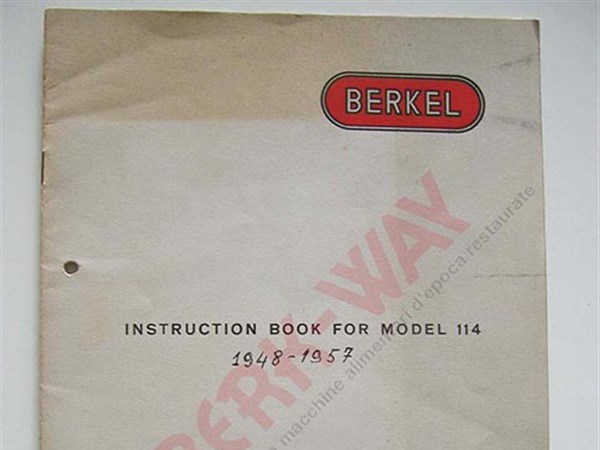 BERKEL
INSTRUCTION BOOK FOR MODEL 114
1948-1957
BERK-WAY
macchine alimentari d'epoca restaurate